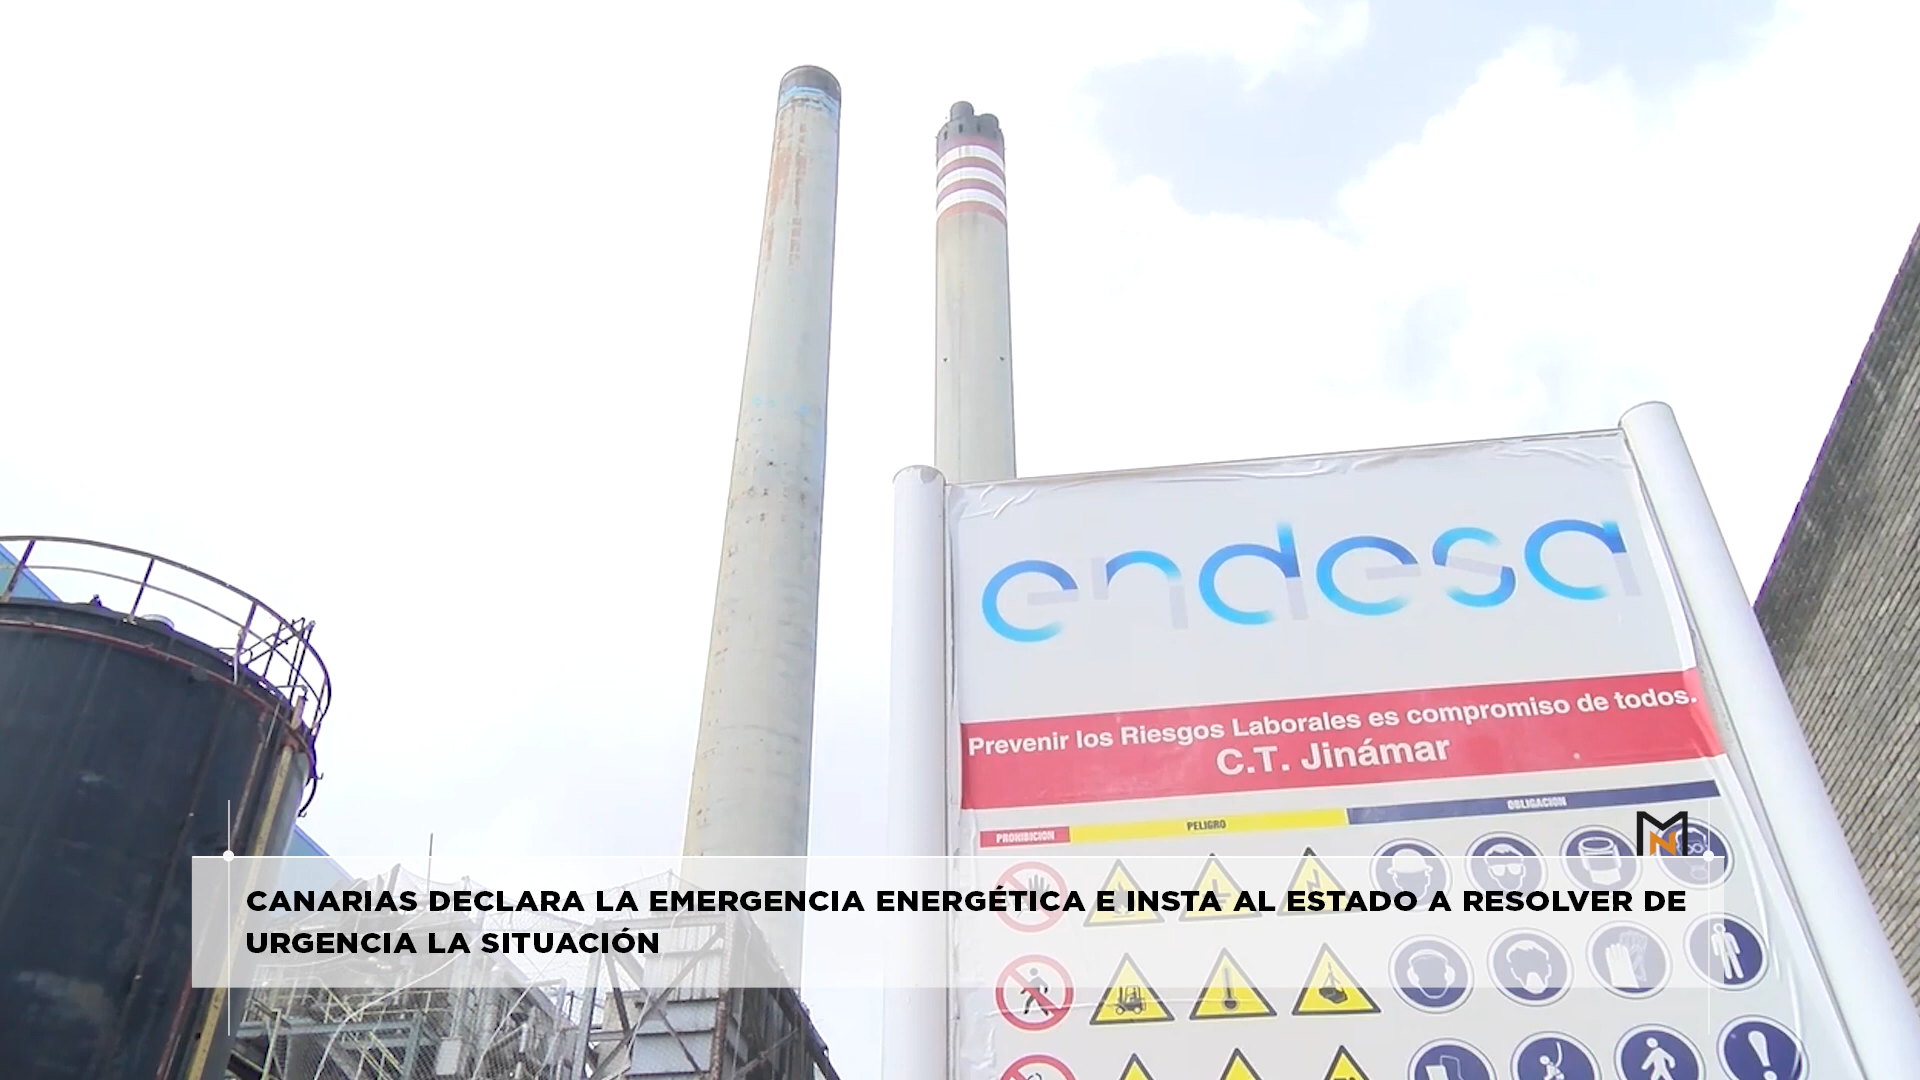 endesa
Prevenir los Riesgos Laborales es compromiso de todos.
C.T. Jinámar
PROHIBICION
PELIGRO
OBLIGACION
CANARIAS DECLARA LA EMERGENCIA ENERGÉTICA E INSTA AL ESTADO A RESOLVER DE
URGENCIA LA SITUACIÓN